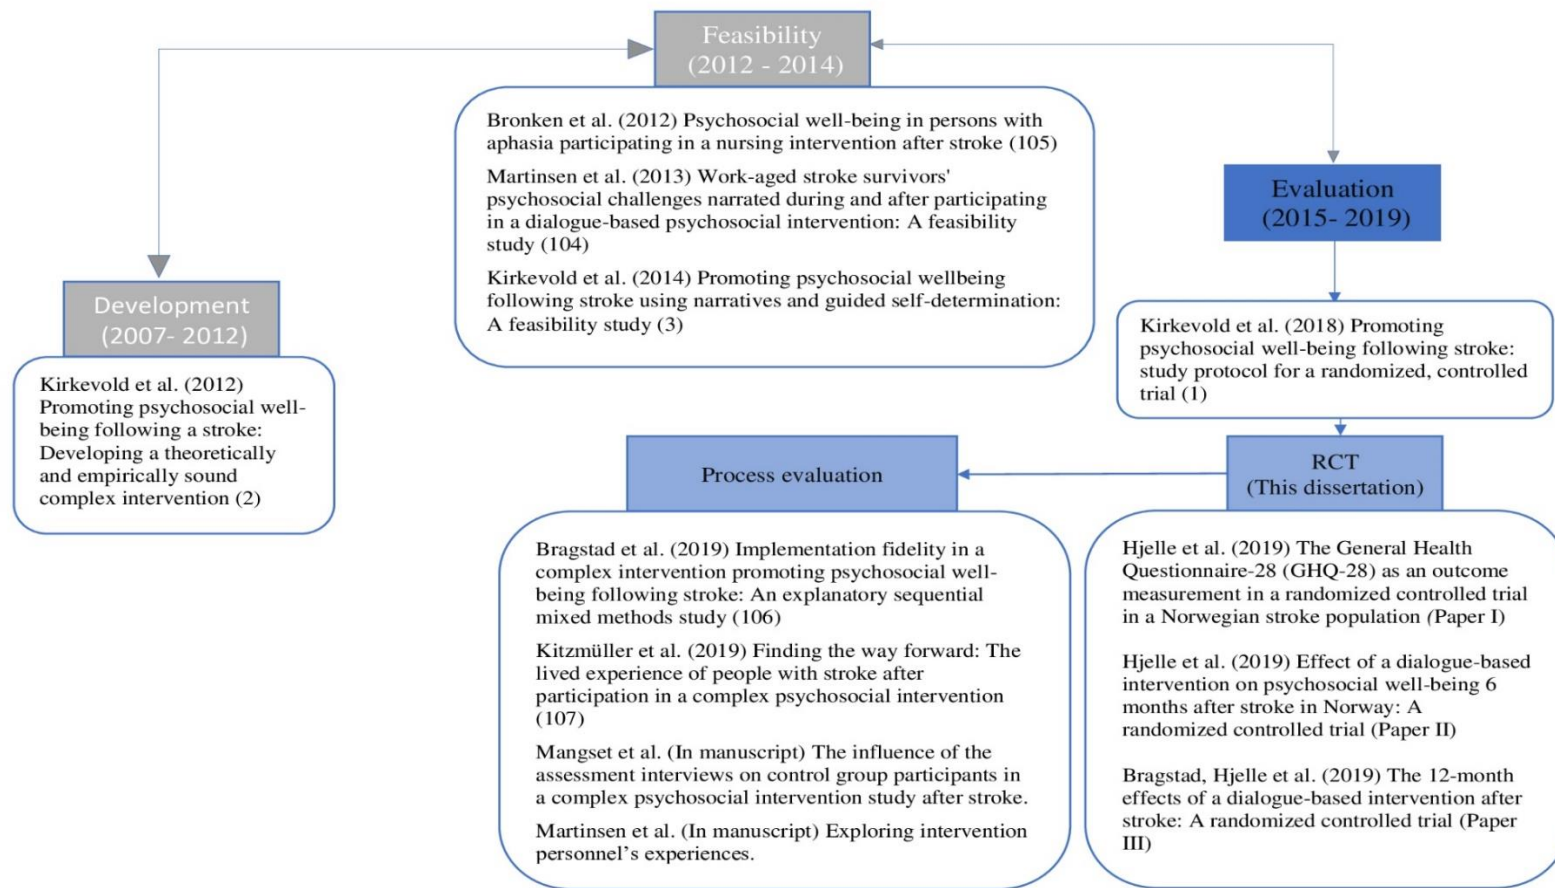 Feasibility
(2012 - 2014)
Bronken et al. (2012) Psychosocial well-being in persons with
aphasia participating in a nursing intervention after stroke (105)
Martinsen et al. (2013) Work-aged stroke survivors'
psychosocial challenges narrated during and after participating
in a dialogue-based psychosocial intervention: A feasibility
study (104)
Kirkevold et al. (2014) Promoting psychosocial wellbeing
following stroke using narratives and guided self-determination:
A feasibility study (3)
Development
(2007- 2012)
Kirkevold et al. (2012)
Promoting psychosocial well-
being following a stroke:
Developing a theoretically
and empirically sound
complex intervention (2)
Evaluation
(2015- 2019)
Kirkevold et al. (2018) Promoting
psychosocial well-being following stroke:
study protocol for a randomized, controlled
trial (1)
RCT
(This dissertation)
Hjelle et al. (2019) The General Health
Questionnaire-28 (GHQ-28) as an outcome
measurement in a randomized controlled trial
in a Norwegian stroke population (Paper I)
Hjelle et al. (2019) Effect of a dialogue-based
intervention on psychosocial well-being 6
months after stroke in Norway: A
randomized controlled trial (Paper II)
Bragstad, Hjelle et al. (2019) The 12-month
effects of a dialogue-based intervention after
stroke: A randomized controlled trial (Paper
III)
Process evaluation
Bragstad et al. (2019) Implementation fidelity in a
complex intervention promoting psychosocial well-
being following stroke: An explanatory sequential
mixed methods study (106)
Kitzmüller et al. (2019) Finding the way forward: The
lived experience of people with stroke after
participation in a complex psychosocial intervention
(107)
Mangset et al. (In manuscript) The influence of the
assessment interviews on control group participants in
a complex psychosocial intervention study after stroke.
Martinsen et al. (In manuscript) Exploring intervention
personnel’s experiences.